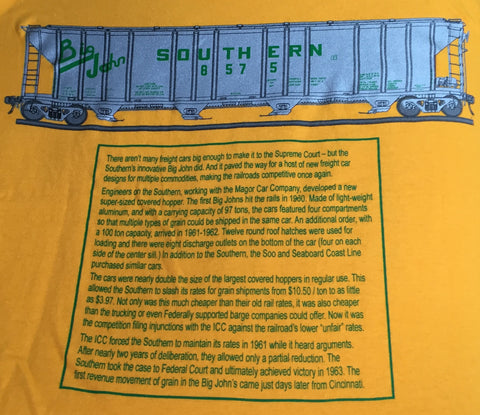 Big
John
SOUTHERN
8575
There aren't many freight cars big enough to make it to the Supreme Court – but the
Southern's innovative Big John did. And it paved the way for a host of new freight car
designs for multiple commodities, making the railroads competitive once again.
Engineers on the Southern, working with the Magor Car Company, developed a new
super-sized covered hopper. The first Big Johns hit the rails in 1960. Made of light-weight
aluminum, and with a carrying capacity of 97 tons, the cars featured four compartments
so that multiple types of grain could be shipped in the same car. An additional order, with
a 100 ton capacity, arrived in 1961-1962. Twelve round roof hatches were used for
loading and there were eight discharge outlets on the bottom of the car (four on each
side of the center sill.) In addition to the Southern, the Soo and Seaboard Coast Line
purchased similar cars.
The cars were nearly double the size of the largest covered hoppers in regular use. This
allowed the Southern to slash its rates for grain shipments from $10.50 / ton to as little
as $3.97. Not only was this much cheaper than their old rail rates, it was also cheaper
than the trucking or even Federally supported barge companies could offer. Now it was
the competition filing injunctions with the ICC against the railroad's lower "unfair" rates.
The ICC forced the Southern to maintain its rates in 1961 while it heard arguments.
After nearly two years of deliberation, they allowed only a partial reduction. The
Southern took the case to Federal Court and ultimately achieved victory in 1963. The
first revenue movement of grain in the Big John's came just days later from Cincinnati.